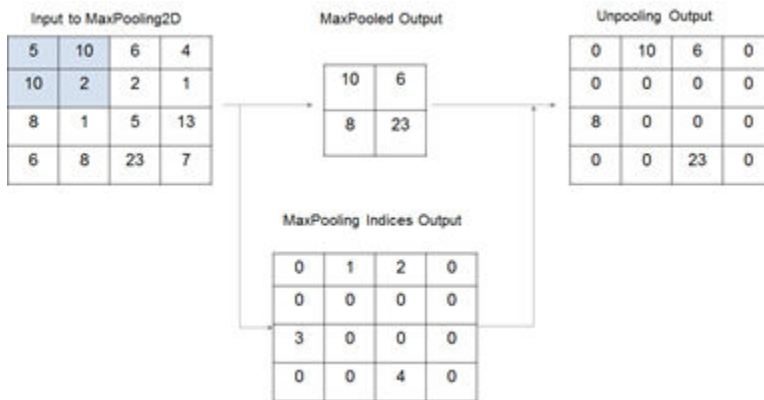 Input to MaxPooling2D
5 10 6 4
10 2 2 1
8 1 5 13
6 8 23 7
MaxPooled Output
10 6
8 23
Unpooling Output
0 10 6 0
0 0 0 0
8 0 0 0
0 0 23 0
MaxPooling Indices Output
0 1 2 0
0 0 0 0
3 0 0 0
0 0 4 0